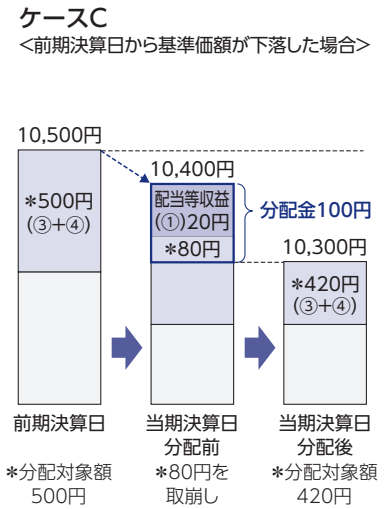 ケースC
<前期決算日から基準価額が下落した場合>
10,500円
10,400円
*500円
(③+④)
配当等収益
(①)20円
*80円
分配金100円
10,300円
*420円
(③+④)
前期決算日
当期決算日
分配前
当期決算日
分配後
*分配対象額
500円
*80円を
取崩し
*分配対象額
420円